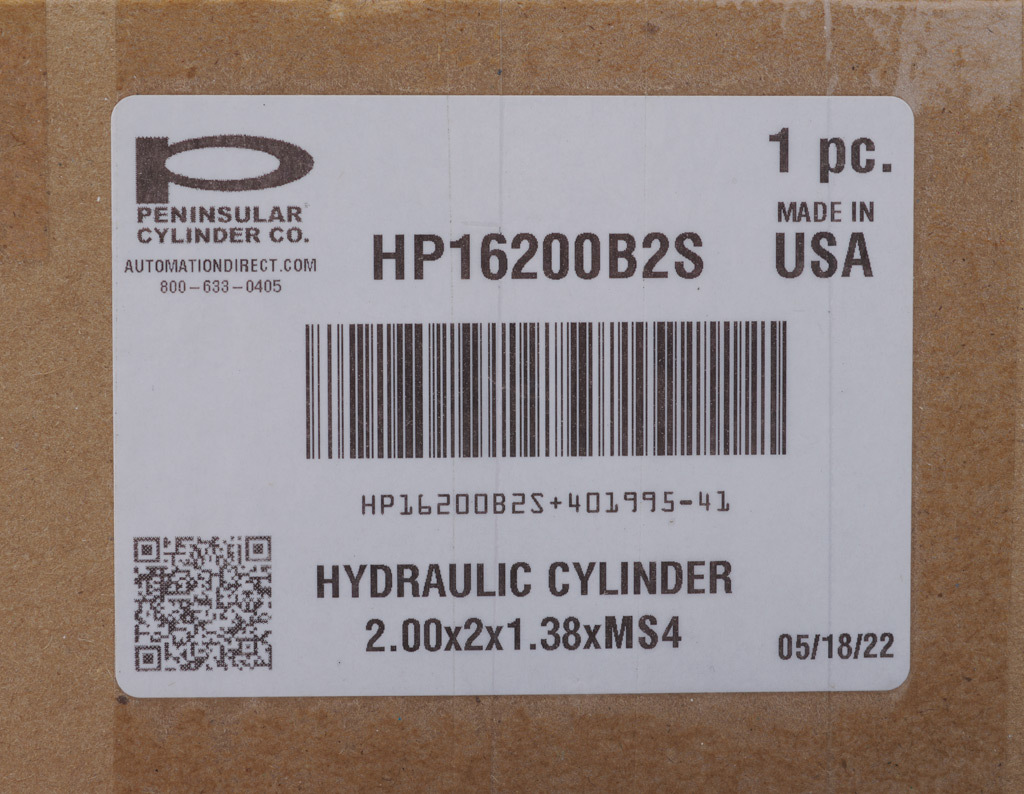 PENINSULAR
CYLINDER CO.
AUTOMATIONDIRECT.COM
800-633-0405
1 pc.
MADE IN
USA
HP16200B2S
HP16200B2S+401995-41
HYDRAULIC CYLINDER
2.00x2x1.38xMS4
05/18/22